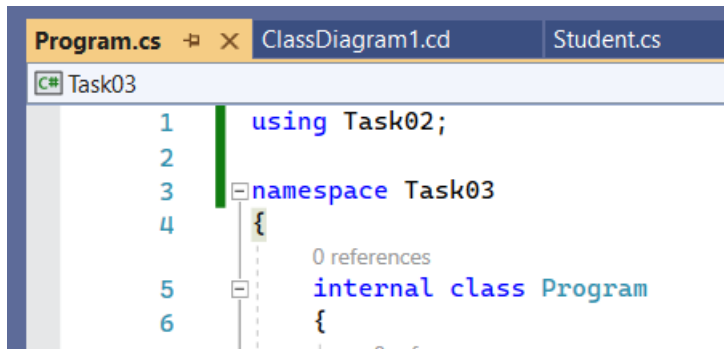 Program.cs ClassDiagram1.cd Student.cs
C# Task03
1 using Task02;
2
3 namespace Task03
4 {
0 references
5 internal class Program
6 {